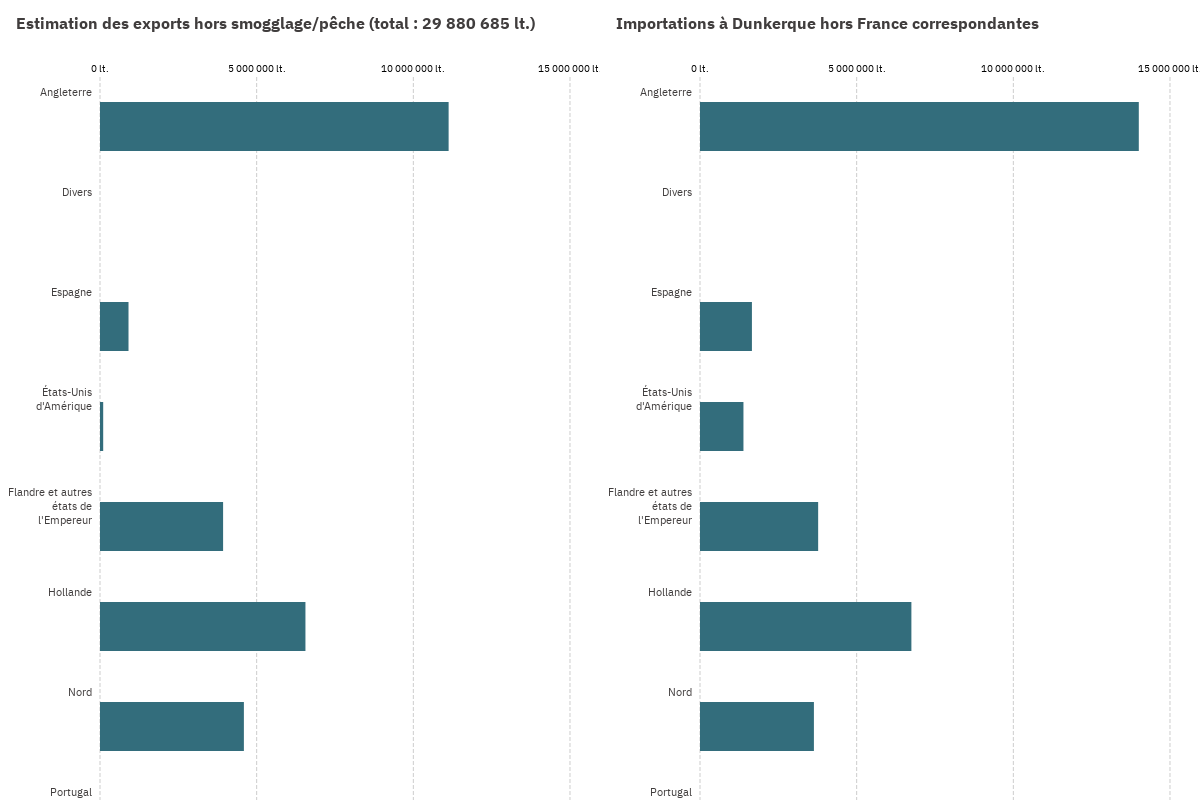 Estimation des exports hors smogglage/pêche (total : 29 880 685 lt.)
0 lt.
5 000 000 lt.
10 000 000 lt.
15 000 000 lt
Angleterre
Divers
Espagne
États-Unis
d'Amérique
Flandre et autres
états de
l'Empereur
Hollande
Nord
Portugal
Importations à Dunkerque hors France correspondantes
0 lt.
5 000 000 lt.
10 000 000 lt.
15 000 000 lt
Angleterre
Divers
Espagne
États-Unis
d'Amérique
Flandre et autres
états de
l'Empereur
Hollande
Nord
Portugal